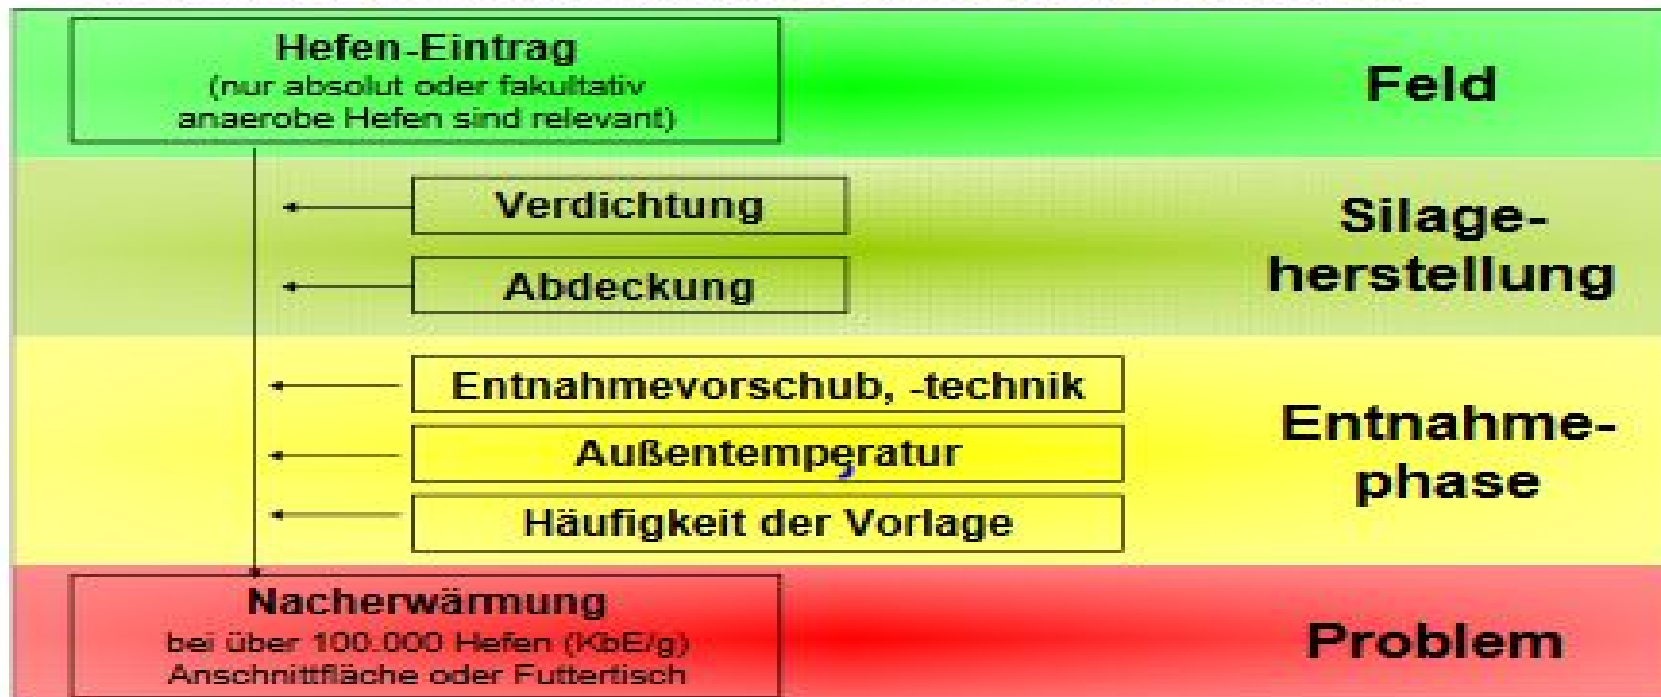 Hefen-Eintrag
(nur absolut oder fakultativ
anaerobe Hefen sind relevant)
Feld
Verdichtung
Abdeckung
Silage-
herstellung
Entnahmevorschub, -technik
Außentemperatur
Häufigkeit der Vorlage
Entnahme-
phase
Nacherwärmung
bei über 100.000 Hefen (KbE/g)
Anschnittfläche oder Futtertisch
Problem